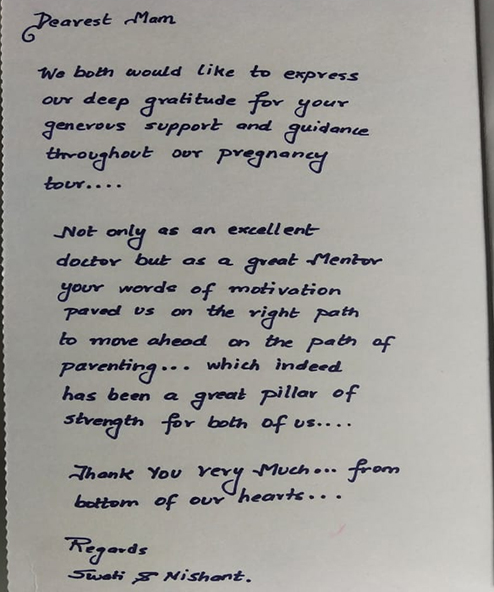 Dearest Mam
We both would like to express
our deep gratitude for your
generous support and guidance
throughout our pregnancy
tour....
Not only as an excellent
doctor but as a great Mentor
your words of motivation
paved us on the right path
to move ahead on the path of
parenting... which indeed
has been a great pillar of
strength for both of us....
Thank You very Much... from
bottom of our hearts...
Regards
Swati & Nishant.